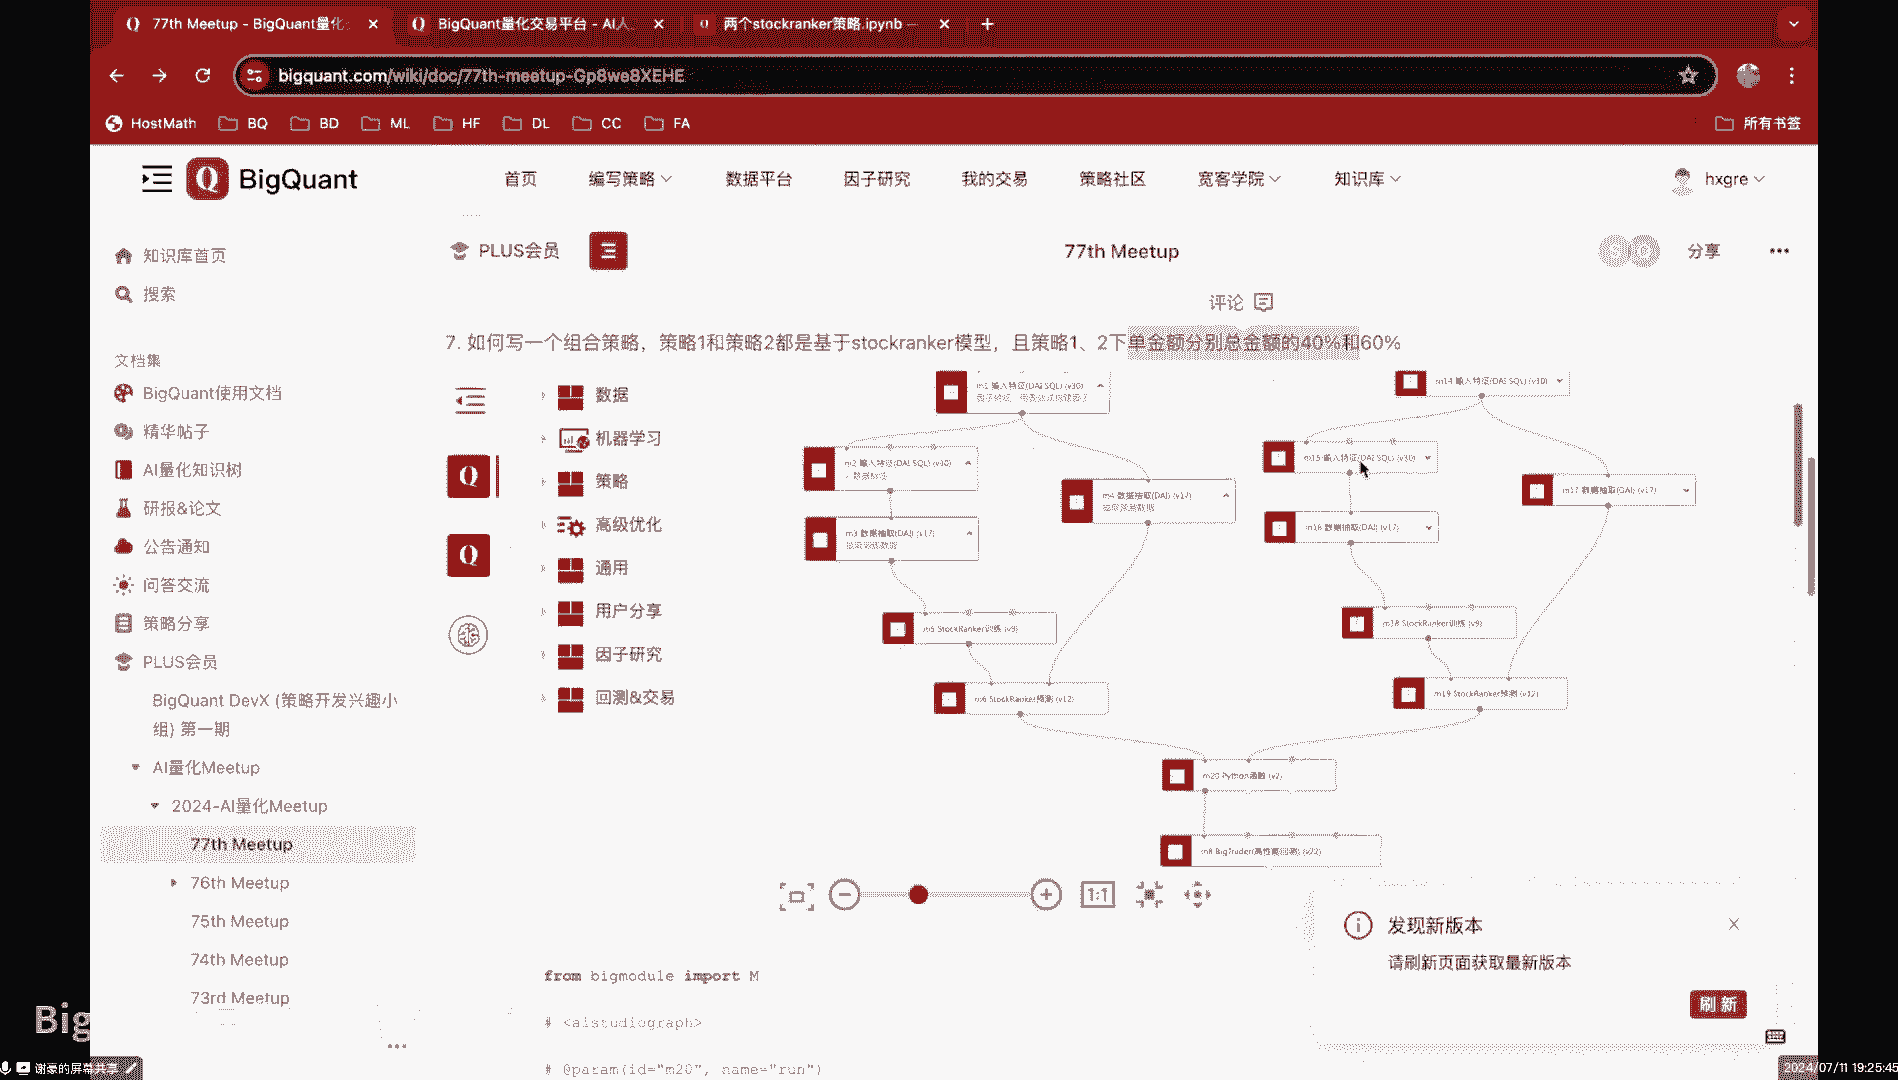 77th Meetup - BigQuant量化
BigQuant量化交易平台 - AI人
两个stockranker策略.ipynb –
bigquant.com/wiki/doc/77th-meetup-Gp8we8XEHE
HostMath
BQ
BD
ML
HF
DL
CC
FA
所有书签
BigQuant
首页
编写策略
数据平台
因子研究
我的交易
策略社区
宽客学院
知识库
hxgre
知识库首页
搜索
文档集
BigQuant使用文档
精华帖子
AI量化知识树
研报&论文
公告通知
问答交流
策略分享
PLUS会员
BigQuant DevX (策略开发兴趣小
组) 第一期
AI量化Meetup
2024-AI量化Meetup
77th Meetup
76th Meetup
75th Meetup
74th Meetup
73rd Meetup
PLUS会员
77th Meetup
分享
评论
7. 如何写一个组合策略，策略1和策略2都是基于stockranker模型，且策略1、2下单金额分别总金额的40%和60%
数据
机器学习
策略
高级优化
通用
用户分享
因子研究
回测&交易
m1 输入特征(DAI SQL) (v30)
m14 输入特征(DAI SQL) (v30)
m2 输入特征(DAI SQL) (v30)
m15 输入特征(DAI SQL) (v30)
m4 数据抽取(DAI) (v17)
m17 数据抽取(DAI) (v17)
m3 数据抽取(DAI) (v17)
m16 数据抽取(DAI) (v17)
m5 StockRanker训练 (v9)
m18 StockRanker训练 (v9)
m6 StockRanker预测 (v12)
m19 StockRanker预测 (v12)
m20 Python函数 (v2)
m8 BigTrader(高性能回测) (v22)
1:1
from bigmodule import M
# <aistudiograph>
# @param(id="m20", name="run")
发现新版本
请刷新页面获取最新版本
刷 新
Big
谢豪的屏幕共享
2024/07/11 19:25:45